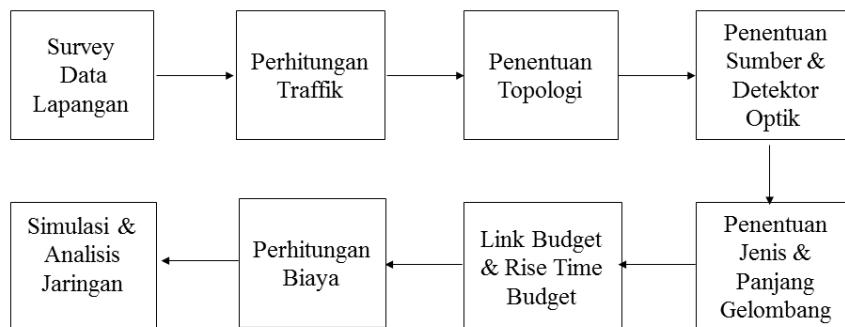 Survey
Data
Lapangan
Perhitungan
Traffik
Penentuan
Topologi
Penentuan
Sumber &
Detektor
Optik
Penentuan
Jenis &
Panjang
Gelombang
Link Budget
& Rise Time
Budget
Perhitungan
Biaya
Simulasi &
Analisis
Jaringan